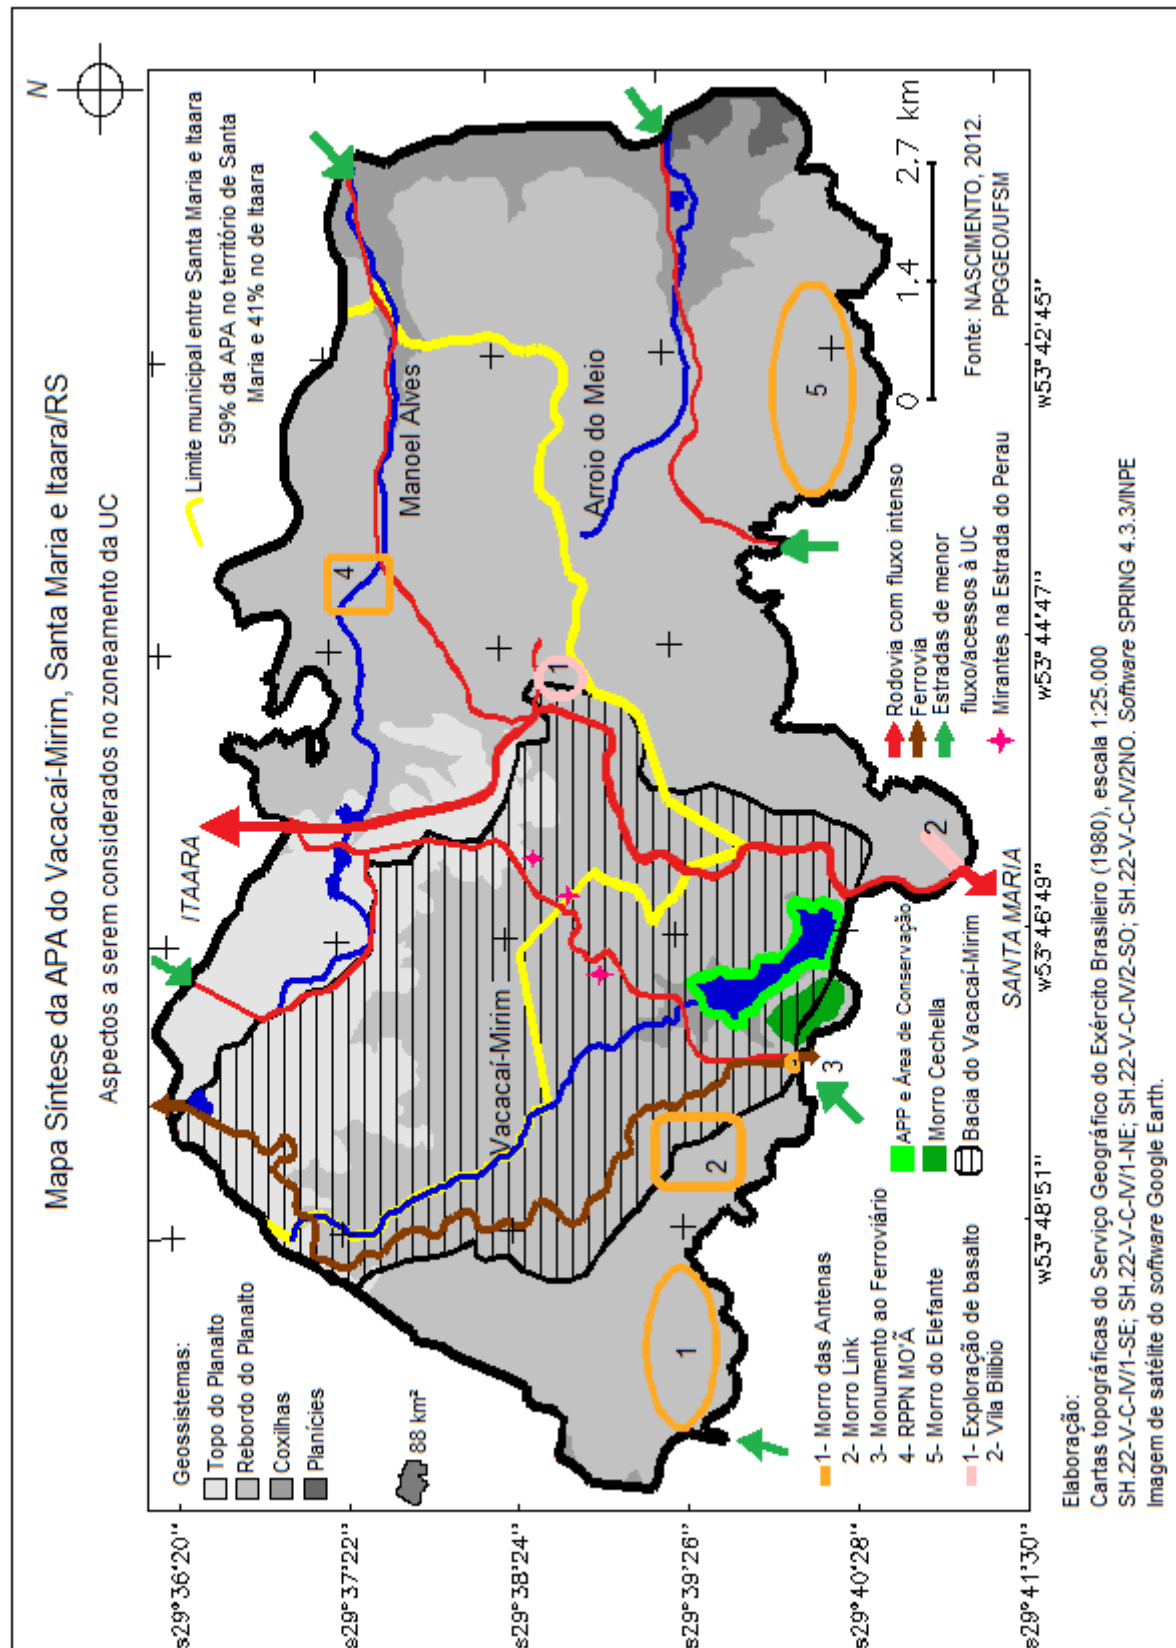 Mapa Síntese da APA do Vacacaí-Mirim, Santa Maria e Itaara/RS
Aspectos a serem considerados no zoneamento da UC
N
Limite municipal entre Santa Maria e Itaara
59% da APA no território de Santa
Maria e 41% no de Itaara
ITAARA
Geossistemas:
Topo do Planalto
Rebordo do Planalto
Coxilhas
Planícies
88 km²
Manoel Alves
Vacacaí-Mirim
Arroio do Meio
4
1
2
1
3
2
5
SANTA MARIA
1- Morro das Antenas
2- Morro Link
3- Monumento ao Ferroviário
4- RPPN MO'Ã
5- Morro do Elefante
1- Exploração de basalto
2- Vila Bilibio
APP e Área de Conservação
Morro Cechella
Bacia do Vacacaí-Mirim
Rodovia com fluxo intenso
Ferrovia
Estradas de menor
fluxo/acessos à UC
Mirantes na Estrada do Perau
0 1.4 2.7 km
Fonte: NASCIMENTO, 2012.
PPGGEO/UFSM
s29°36'20''
s29°37'22''
s29°38'24''
s29°39'26''
s29°40'28''
s29°41'30''
w53°48'51''
w53°46'49''
w53°44'47''
w53°42'45''
Elaboração:
Cartas topográficas do Serviço Geográfico do Exército Brasileiro (1980), escala 1:25.000
SH.22-V-C-IV/1-SE; SH.22-V-C-IV/1-NE; SH.22-V-C-IV/2-SO; SH.22-V-C-IV/2NO. Software SPRING 4.3.3/INPE
Imagem de satélite do software Google Earth.